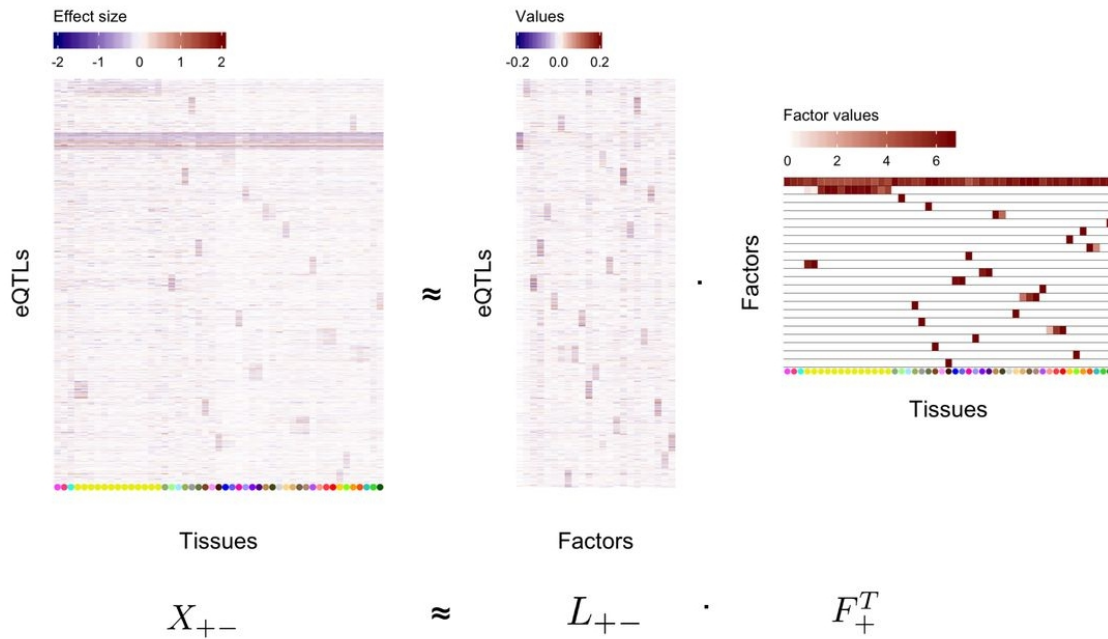 Effect size
-2 -1 0 1 2
Values
-0.2 0.0 0.2
Factor values
0 2 4 6
eQTLs
≈
eQTLs
·
Factors
Tissues
Tissues
Factors
X₊₋ ≈ L₊₋ · F₊ᵀ